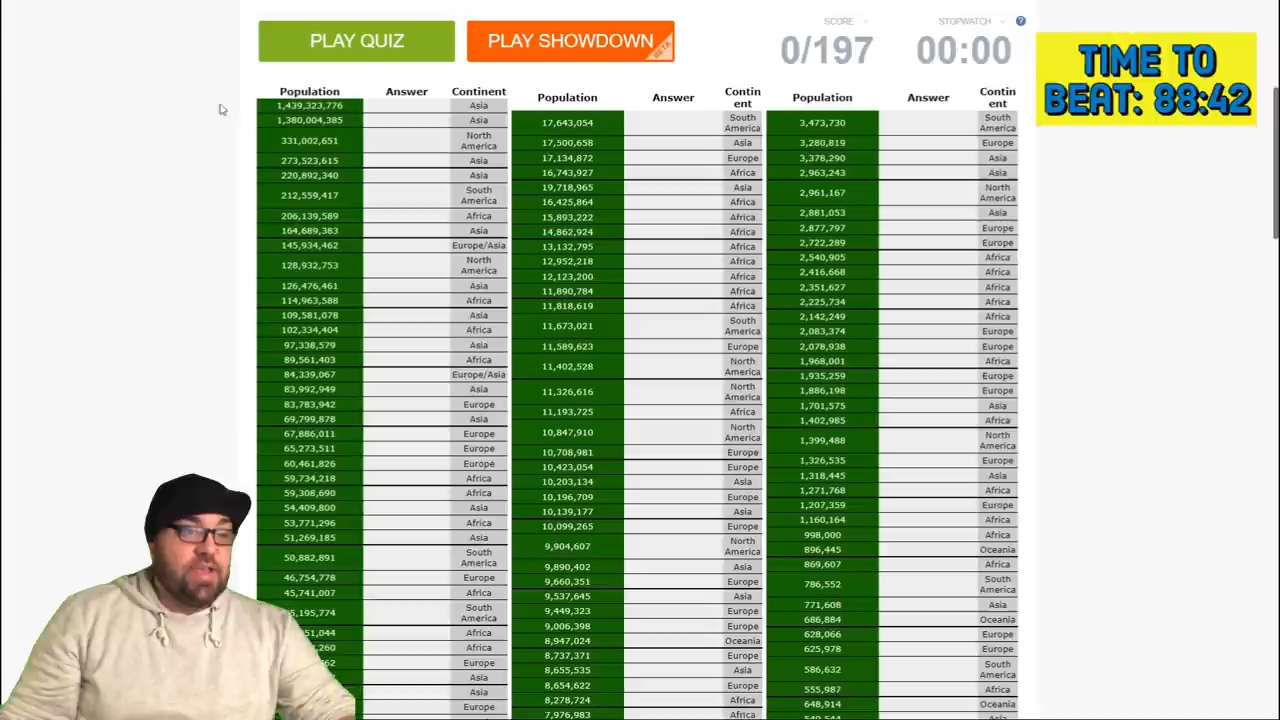 PLAY QUIZ
PLAY SHOWDOWN
BETA
SCORE
0/197
STOPWATCH
00:00
?
TIME TO
BEAT: 88:42
Population Answer Continent
1,439,323,776 Asia
1,380,004,385 Asia
331,002,651 North America
273,523,615 Asia
220,892,340 Asia
212,559,417 South America
206,139,589 Africa
164,689,383 Asia
145,934,462 Europe/Asia
128,932,753 North America
126,476,461 Asia
114,963,588 Africa
109,581,078 Asia
102,334,404 Africa
97,338,579 Asia
89,561,403 Africa
84,339,067 Europe/Asia
83,992,949 Asia
83,783,942 Europe
69,799,878 Asia
67,886,011 Europe
65,273,511 Europe
60,461,826 Europe
59,734,218 Africa
59,308,690 Africa
54,409,800 Asia
53,771,296 Africa
51,269,185 Asia
50,882,891 South America
46,754,778 Europe
45,741,007 Africa
5,195,774 South America
51,044 Africa
,260 Africa
Europe
Asia
Asia
Europe
Population Answer Contin
ent
17,643,054 South America
17,500,658 Asia
17,134,872 Europe
16,743,927 Africa
19,718,965 Asia
16,425,864 Africa
15,893,222 Africa
14,862,924 Africa
13,132,795 Africa
12,952,218 Africa
12,123,200 Africa
11,890,784 Africa
11,818,619 Africa
11,673,021 South America
11,589,623 Europe
11,402,528 North America
11,326,616 North America
11,193,725 Africa
10,847,910 North America
10,708,981 Europe
10,423,054 Europe
10,203,134 Asia
10,196,709 Europe
10,139,177 Asia
10,099,265 Europe
9,904,607 North America
9,890,402 Asia
9,660,351 Europe
9,537,645 Asia
9,449,323 Europe
9,006,398 Europe
8,947,024 Oceania
8,737,371 Europe
8,655,535 Asia
8,654,622 Europe
8,278,724 Africa
7,976,983 Africa
Population Answer Contin
ent
3,473,730 South America
3,280,819 Europe
3,378,290 Asia
2,963,243 Asia
2,961,167 North America
2,881,053 Asia
2,877,797 Europe
2,722,289 Europe
2,540,905 Africa
2,416,668 Africa
2,351,627 Africa
2,225,734 Africa
2,142,249 Africa
2,083,374 Europe
2,078,938 Europe
1,968,001 Africa
1,935,259 Europe
1,886,198 Europe
1,701,575 Asia
1,402,985 Africa
1,399,488 North America
1,326,535 Europe
1,318,445 Asia
1,271,768 Africa
1,207,359 Europe
1,160,164 Africa
998,000 Africa
896,445 Oceania
869,607 Africa
786,552 South America
771,608 Asia
686,884 Oceania
628,066 Europe
625,978 Europe
586,632 South America
555,987 Africa
648,914 Oceania